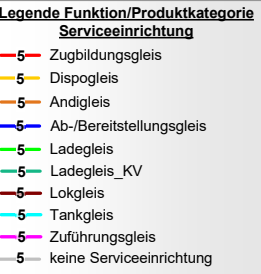 Legende Funktion/Produktkategorie
Serviceeinrichtung
5 Zugbildungsgleis
5 Dispogleis
5 Andigleis
5 Ab-/Bereitstellungsgleis
5 Ladegleis
5 Ladegleis_KV
5 Lokgleis
5 Tankgleis
5 Zuführungsgleis
5 keine Serviceeinrichtung